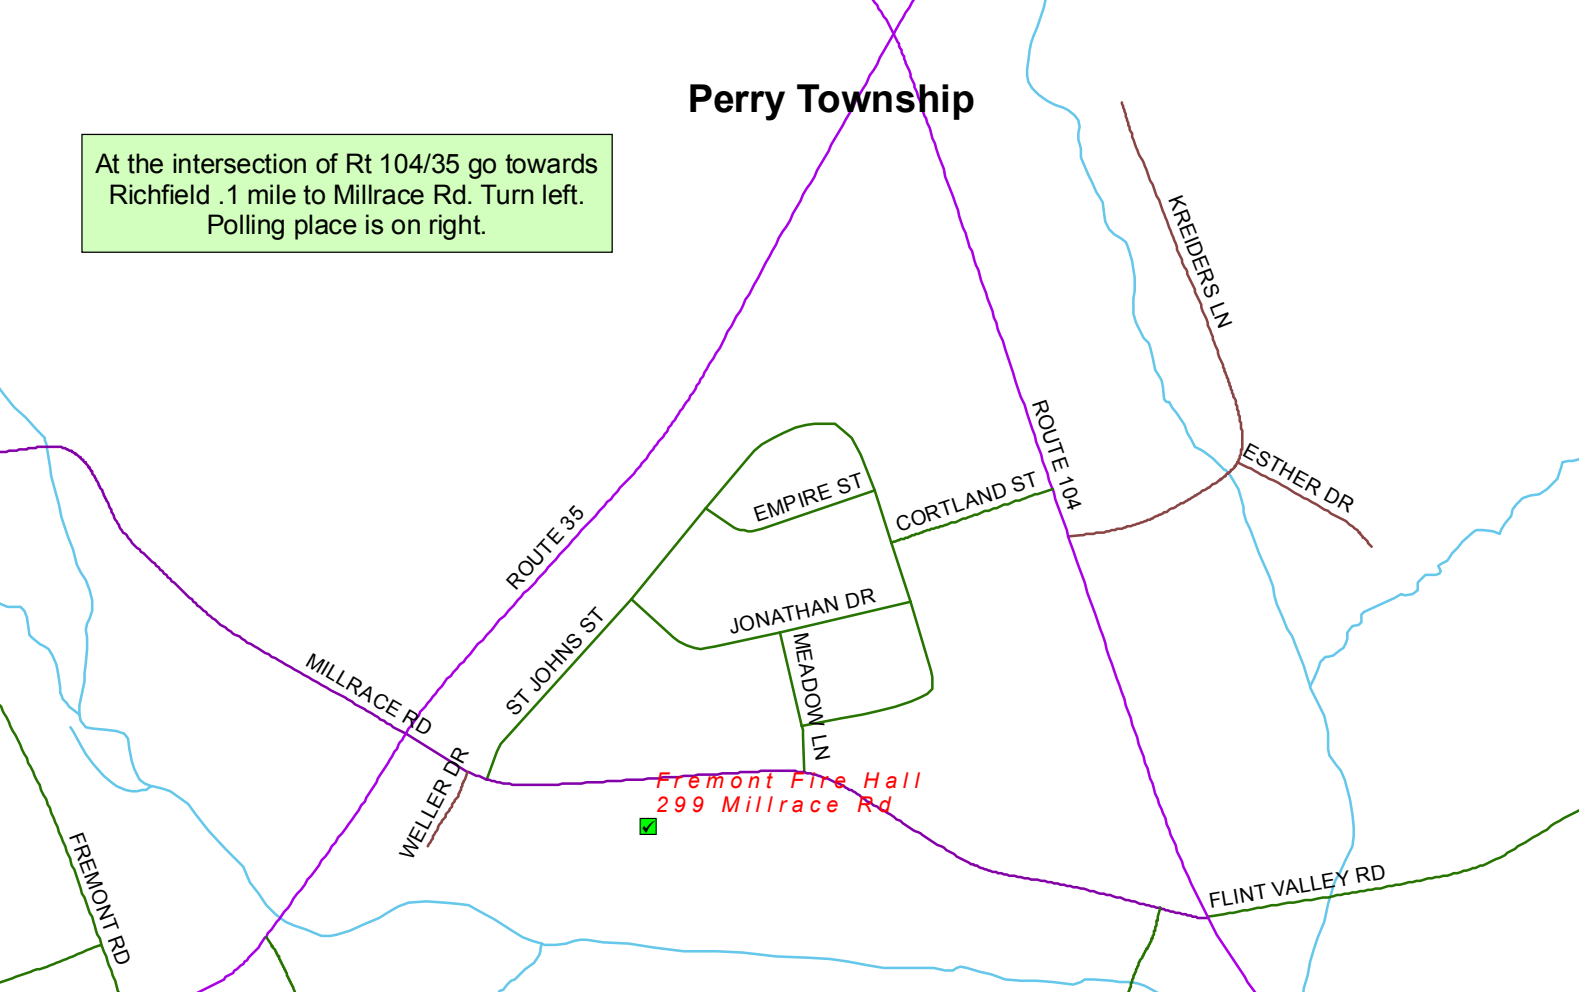 Perry Township
At the intersection of Rt 104/35 go towards
Richfield .1 mile to Millrace Rd. Turn left.
Polling place is on right.
KREIDERS LN
ROUTE 104
ESTHER DR
EMPIRE ST
CORTLAND ST
ROUTE 35
JONATHAN DR
ST JOHNS ST
MEADOW LN
MILLRACE RD
WELLER DR
Fremont Fire Hall
299 Millrace Rd
FREMONT RD
FLINT VALLEY RD